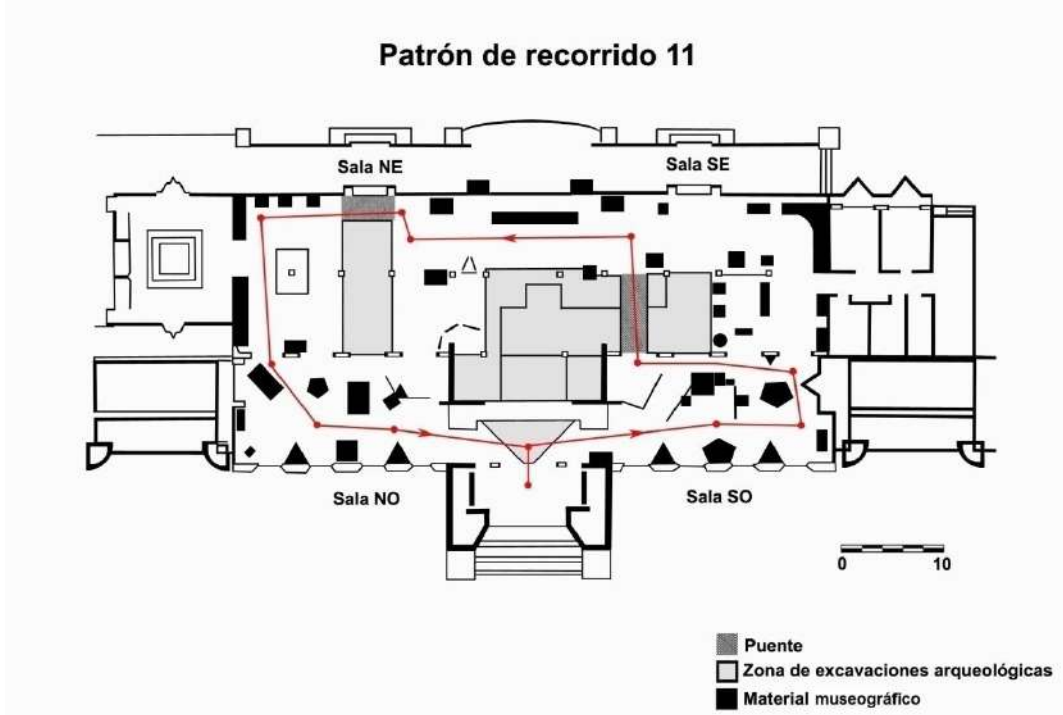 Patrón de recorrido 11
Sala NE
Sala SE
Sala NO
Sala SO
0 10
Puente
Zona de excavaciones arqueológicas
Material museográfico